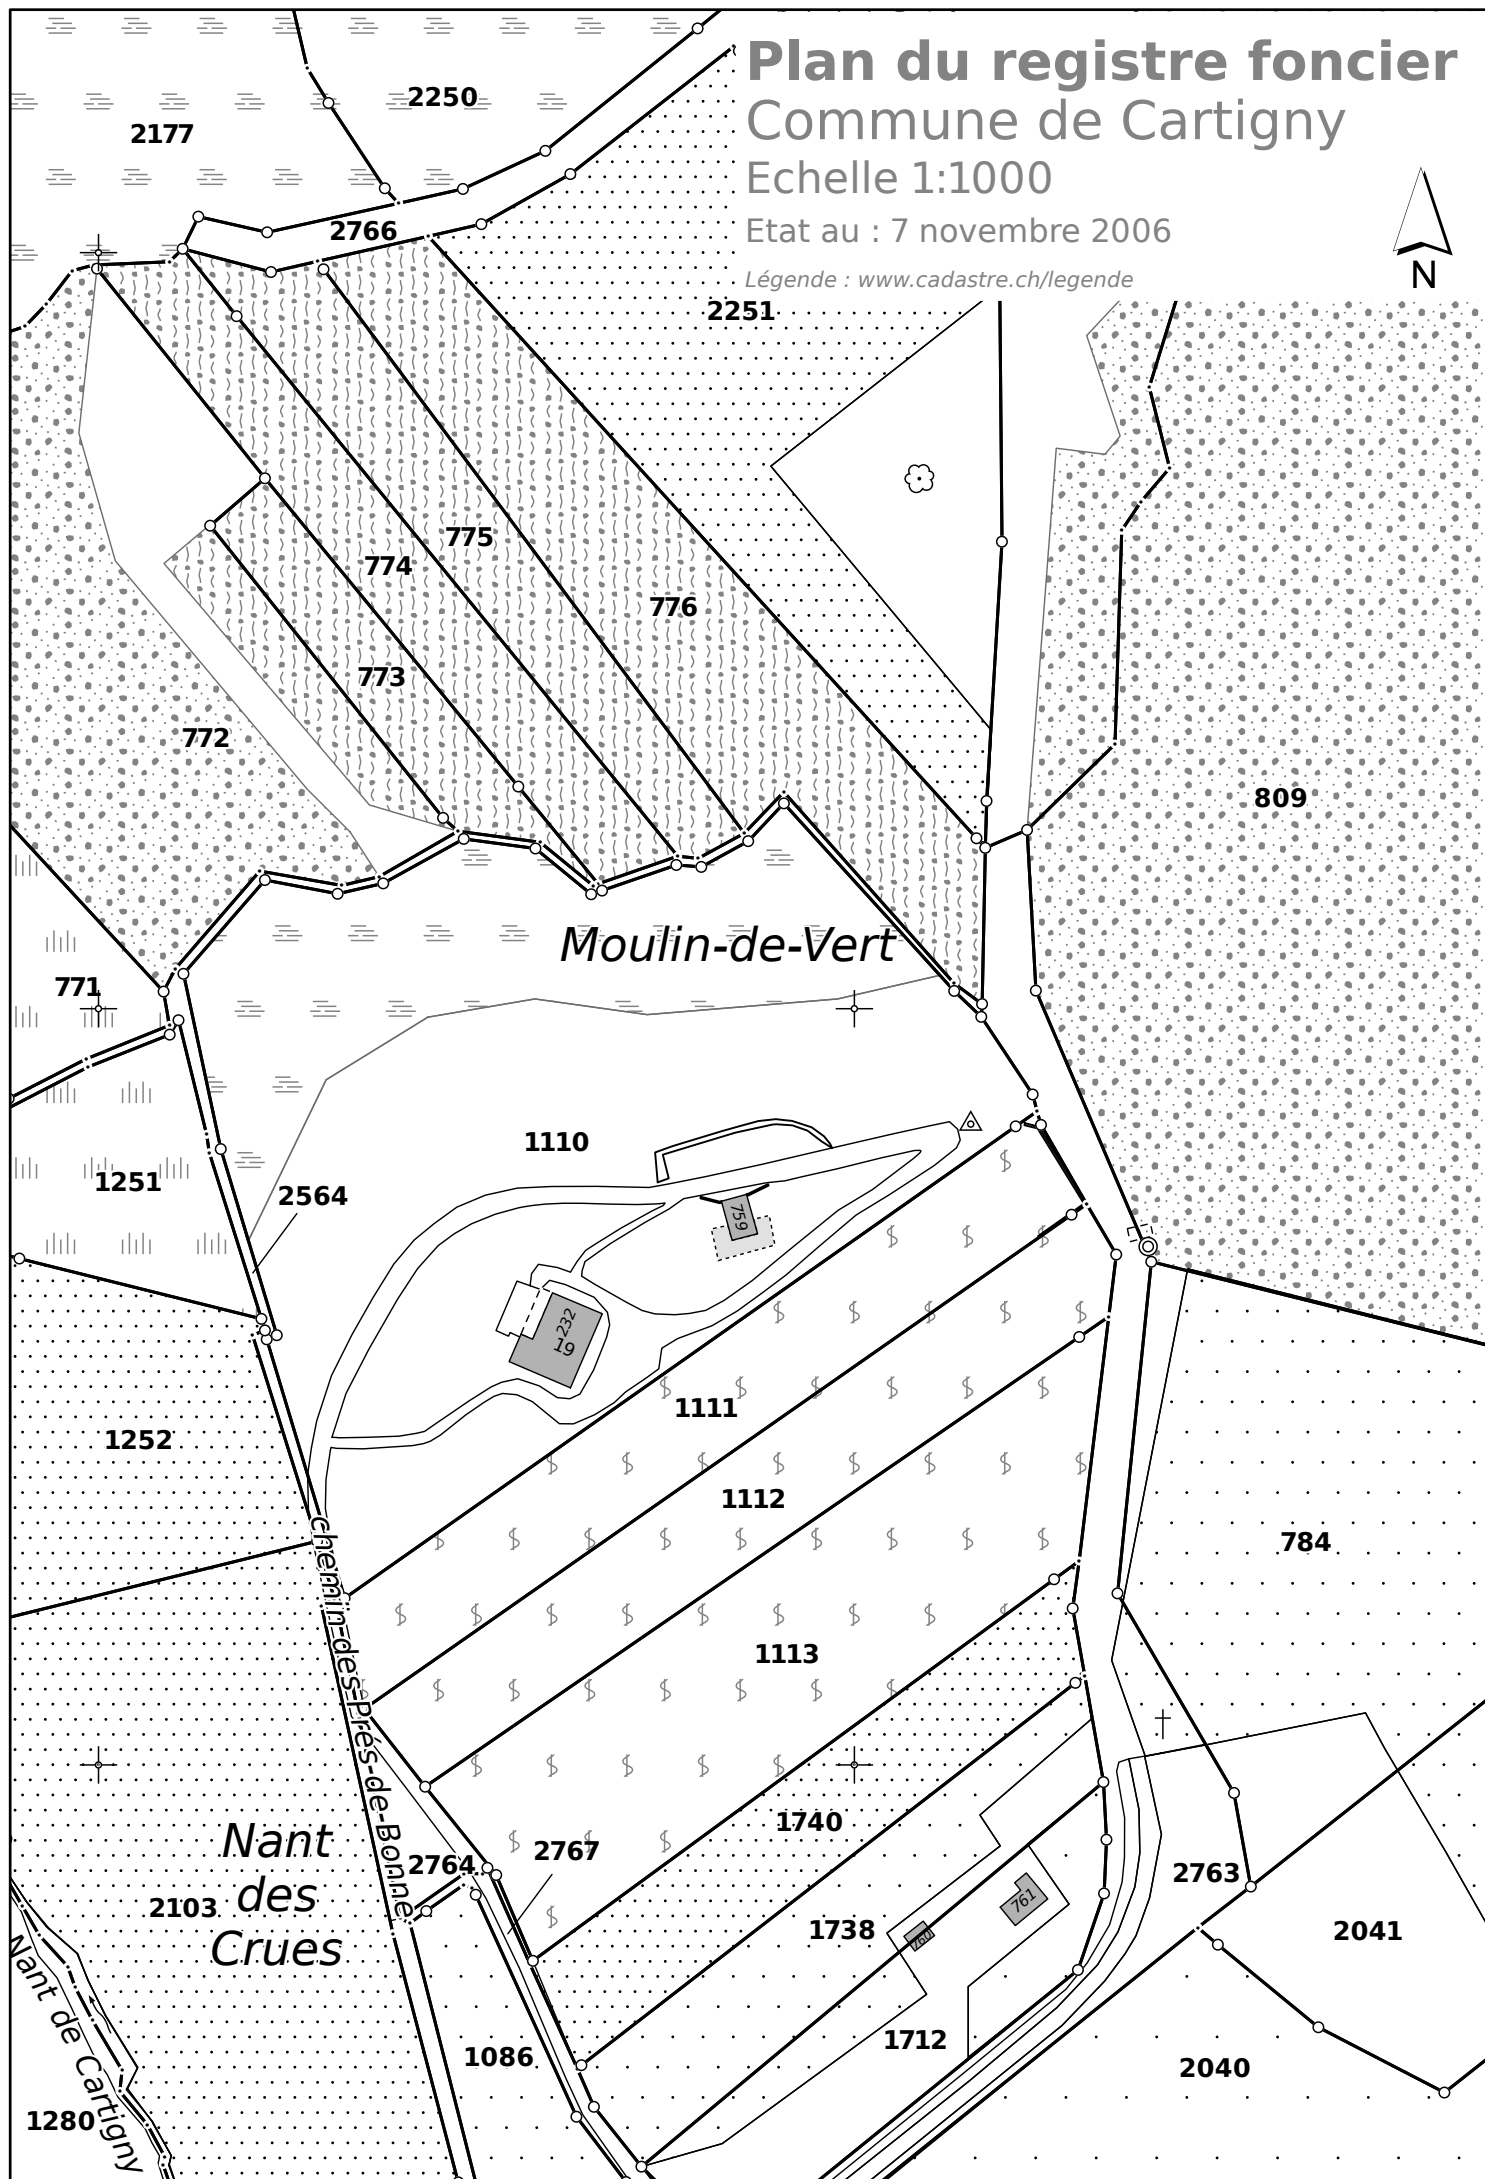 Plan du registre foncier
Commune de Cartigny
Echelle 1:1000
Etat au : 7 novembre 2006
Légende : www.cadastre.ch/legende
N
2250
2177
2766
2251
775
774
776
773
772
809
Moulin-de-Vert
771
1110
1251
2564
759
232
19
1111
1252
1112
784
1113
chemin-des-Prés-de-Bonne
1740
Nant
des
Crues
2764
2767
2763
761
2103
1738
760
2041
1712
1086
2040
Nant de Cartigny
1280